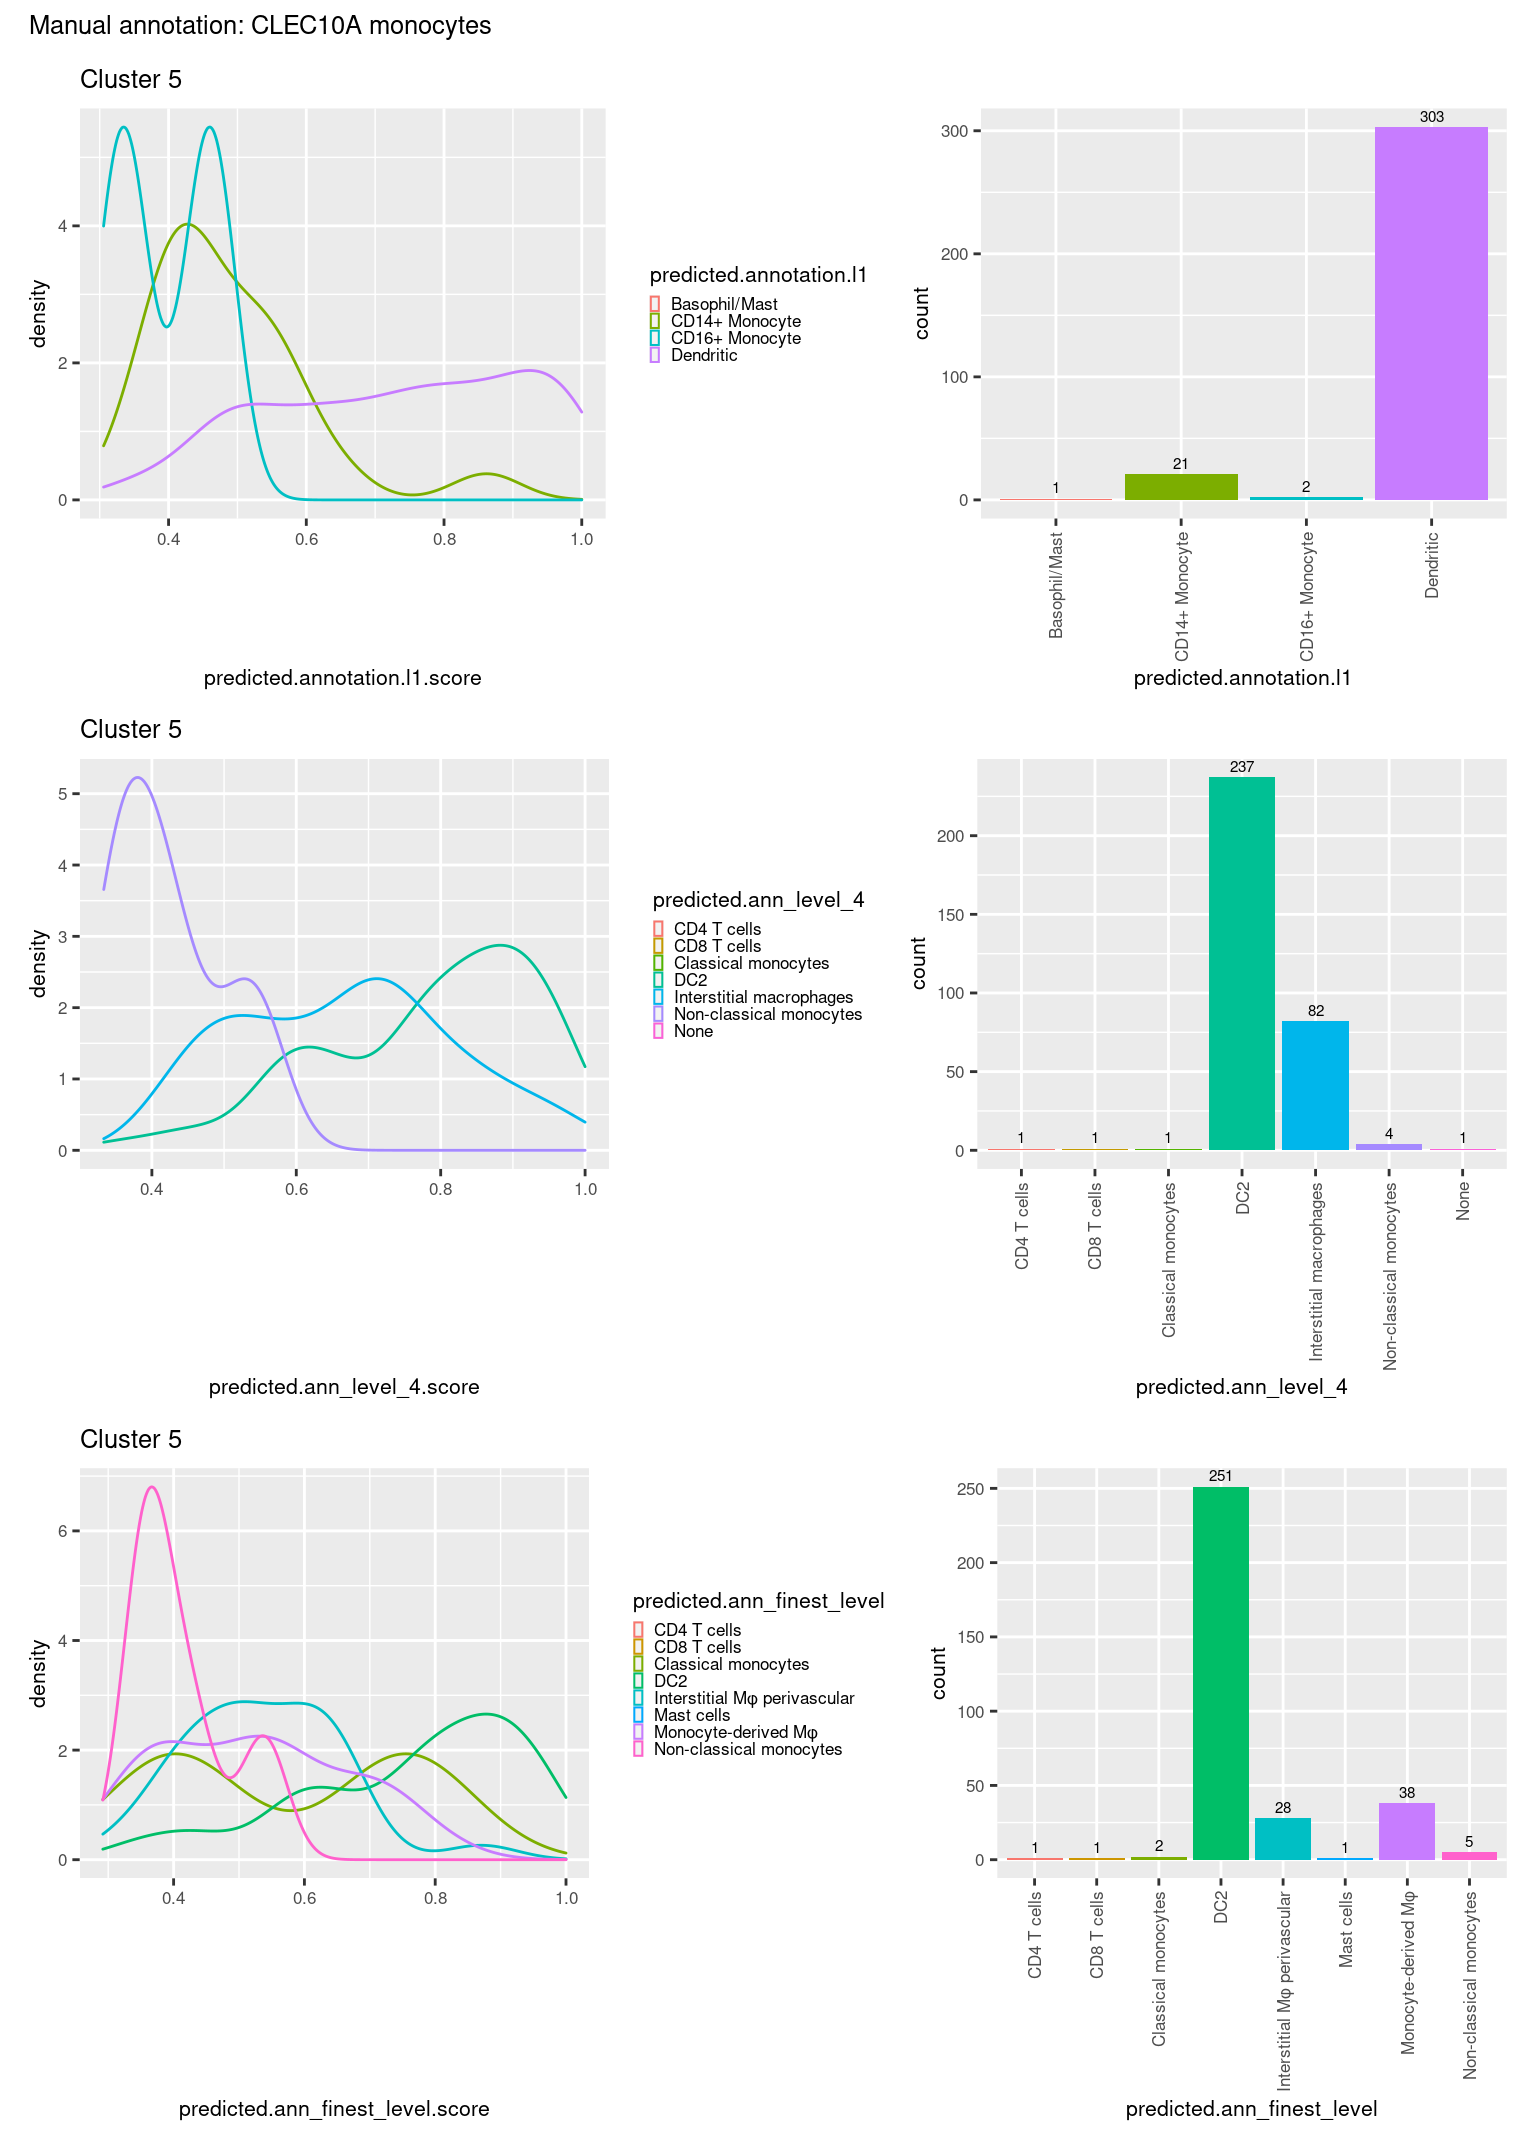 Manual annotation: CLEC10A monocytes
Cluster 5
density
0
2
4
0.4
0.6
0.8
1.0
predicted.annotation.l1.score
predicted.annotation.l1
Basophil/Mast
CD14+ Monocyte
CD16+ Monocyte
Dendritic
count
0
100
200
300
1
21
2
303
Basophil/Mast
CD14+ Monocyte
CD16+ Monocyte
Dendritic
predicted.annotation.l1
Cluster 5
density
0
1
2
3
4
5
0.4
0.6
0.8
1.0
predicted.ann_level_4.score
predicted.ann_level_4
CD4 T cells
CD8 T cells
Classical monocytes
DC2
Interstitial macrophages
Non-classical monocytes
None
count
0
50
100
150
200
1
1
1
237
82
4
1
CD4 T cells
CD8 T cells
Classical monocytes
DC2
Interstitial macrophages
Non-classical monocytes
None
predicted.ann_level_4
Cluster 5
density
0
2
4
6
0.4
0.6
0.8
1.0
predicted.ann_finest_level.score
predicted.ann_finest_level
CD4 T cells
CD8 T cells
Classical monocytes
DC2
Interstitial Mφ perivascular
Mast cells
Monocyte-derived Mφ
Non-classical monocytes
count
0
50
100
150
200
250
1
1
2
251
28
1
38
5
CD4 T cells
CD8 T cells
Classical monocytes
DC2
Interstitial Mφ perivascular
Mast cells
Monocyte-derived Mφ
Non-classical monocytes
predicted.ann_finest_level